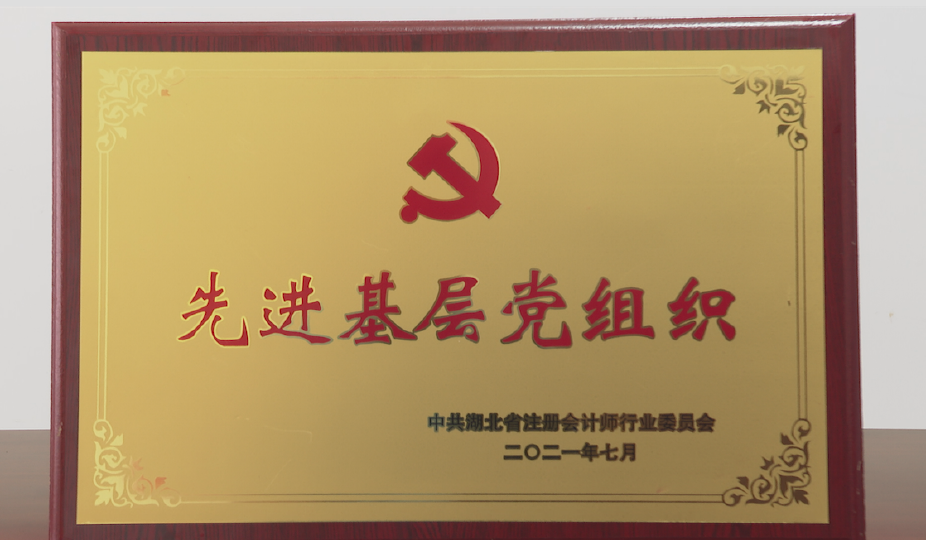 先进基层党组织
中共湖北省注册会计师行业委员会
二〇二一年七月